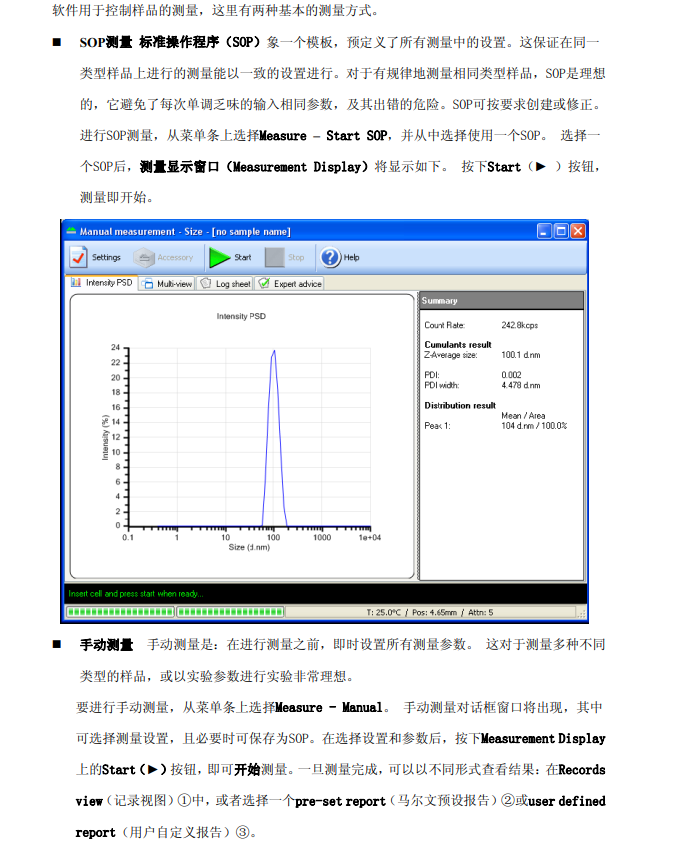 软件用于控制样品的测量，这里有两种基本的测量方式。
■ SOP测量 标准操作程序（SOP）象一个模板，预定义了所有测量中的设置。这保证在同一
类型样品上进行的测量能以一致的设置进行。对于有规律地测量相同类型样品，SOP是理想
的，它避免了每次单调乏味的输入相同参数，及其出错的危险。SOP可按要求创建或修正。
进行SOP测量，从菜单条上选择Measure – Start SOP，并从中选择使用一个SOP。 选择一
个SOP后，测量显示窗口（Measurement Display）将显示如下。 按下Start（► ）按钮，
测量即开始。
Manual measurement - Size - [no sample name]
Settings Accessory Start Stop Help
Intensity PSD Multi-view Log sheet Expert advice
Intensity PSD
Intensity (%)
24
22
20
18
16
14
12
10
8
6
4
2
0
0.1 1 10 100 1000 1e+04
Size (d.nm)
Summary
Count Rate: 242.8kcps
Cumulants result
Z-Average size: 100.1 d.nm
PDI: 0.002
PDI width: 4.478 d.nm
Distribution result
Mean / Area
Peak 1: 104 d.nm / 100.0%
Insert cell and press start when ready...
T: 25.0°C / Pos: 4.65mm / Attn: 5
■ 手动测量 手动测量是：在进行测量之前，即时设置所有测量参数。 这对于测量多种不同
类型的样品，或以实验参数进行实验非常理想。
要进行手动测量，从菜单条上选择Measure – Manual。 手动测量对话框窗口将出现，其中
可选择测量设置，且必要时可保存为SOP。在选择设置和参数后，按下Measurement Display
上的Start（►）按钮，即可开始测量。一旦测量完成，可以以不同形式查看结果：在Records
view（记录视图）①中，或者选择一个pre-set report（马尔文预设报告）②或user defined
report（用户自定义报告）③。